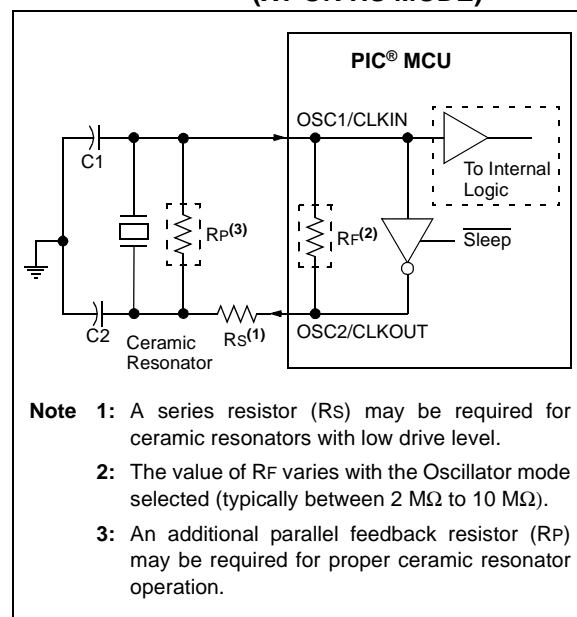 (XT OR HS MODE)
PIC® MCU
OSC1/CLKIN
C1
To Internal
Logic
RP(3)
RF(2)
Sleep
C2
Ceramic
Resonator
RS(1)
OSC2/CLKOUT
Note 1: A series resistor (RS) may be required for
ceramic resonators with low drive level.
2: The value of RF varies with the Oscillator mode
selected (typically between 2 MΩ to 10 MΩ).
3: An additional parallel feedback resistor (RP)
may be required for proper ceramic resonator
operation.